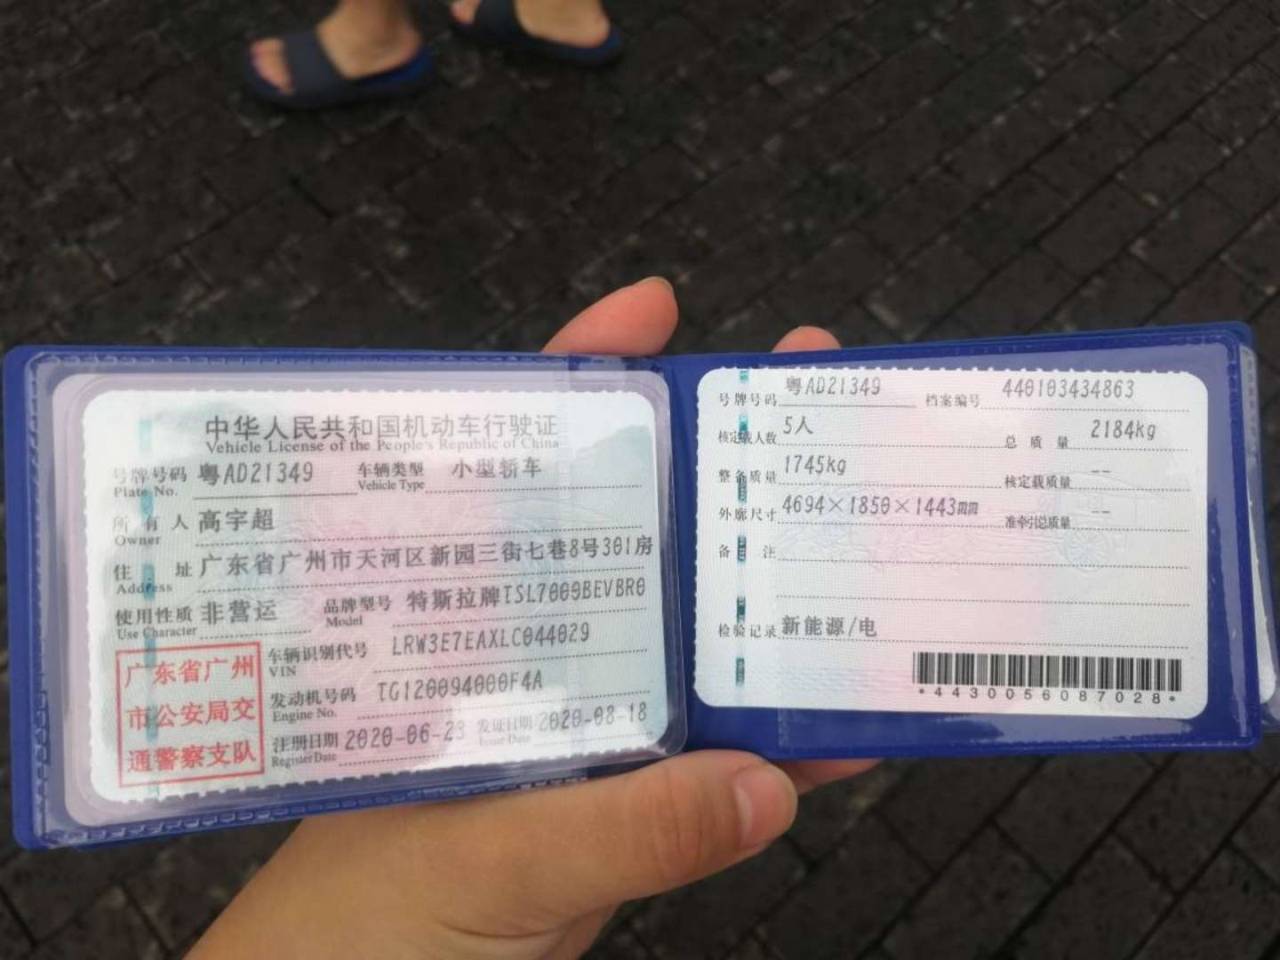 中华人民共和国机动车行驶证
Vehicle License of the People's Republic of China
号牌号码 粤AD21349 车辆类型 小型轿车
Plate No. Vehicle Type
所有人 高宇超
Owner
住址 广东省广州市天河区新园三街七巷8号301房
Address
使用性质 非营运 品牌型号 特斯拉牌TSL7009BEVBR0
Use Character Model
车辆识别代号 LRW3E7EAXLC044029
VIN
发动机号码 TG120094000F4A
Engine No.
注册日期 2020-06-23 发证日期 2020-08-18
Register Date Issue Date
广东省广州
市公安局交
通警察支队
号牌号码 粤AD21349 档案编号 440103434863
核定载人数 5人 总质量 2184kg
整备质量 1745kg 核定载质量 --
外廓尺寸 4694×1850×1443mm 准牵引总质量 --
备注
检验记录 新能源/电
*4430056087028*